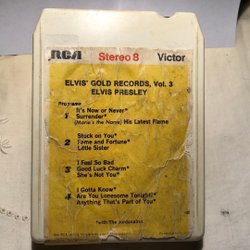 RCA Stereo 8 Victor
ELVIS' GOLD RECORDS, Vol. 3
ELVIS PRESLEY
Program
It's Now or Never*
1 Surrender*
(Marie's the Name) His Latest Flame
Stuck on You*
2 Fame and Fortune*
Little Sister
I Feel So Bad
3 Good Luck Charm*
She's Not You*
I Gotta Know*
4 Are You Lonesome Tonight?*
Anything That's Part of You*
*with The Jordanaires